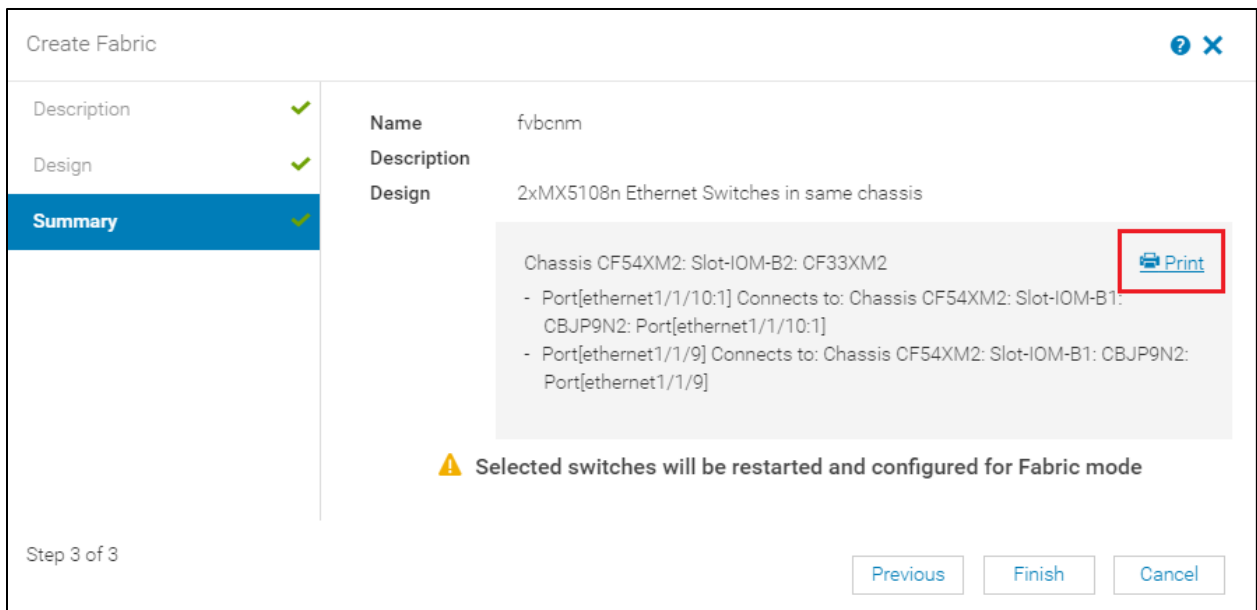 Create Fabric
Description
Design
Summary
Name fvbcnm
Description
Design 2xMX5108n Ethernet Switches in same chassis
Chassis CF54XM2: Slot-IOM-B2: CF33XM2
Print
- Port[ethernet1/1/10:1] Connects to: Chassis CF54XM2: Slot-IOM-B1:
CBJP9N2: Port[ethernet1/1/10:1]
- Port[ethernet1/1/9] Connects to: Chassis CF54XM2: Slot-IOM-B1: CBJP9N2:
Port[ethernet1/1/9]
Selected switches will be restarted and configured for Fabric mode
Step 3 of 3
Previous Finish Cancel